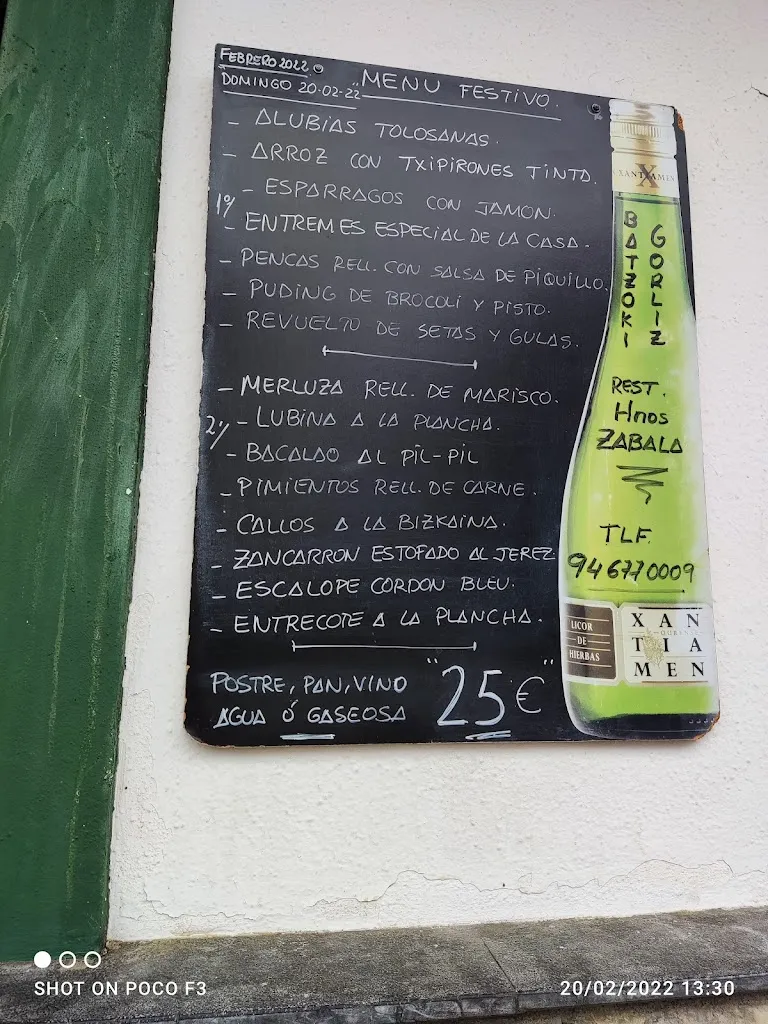 FEBRERO 2022
DOMINGO 20-02-22
"MENU FESTIVO.
- ALUBIAS TOLOSANAS.
- ARROZ CON TXIPIRONES TINTA.
- ESPARRAGOS CON JAMON.
1º/
- ENTREMES ESPECIAL DE LA CASA.
- PENCAS RELL. CON SALSA DE PIQUILLO.
- PUDING DE BROCOLI Y PISTO.
- REVUELTO DE SETAS Y GULAS.
- MERLUZA RELL. DE MARISCO.
2º/
- LUBINA A LA PLANCHA.
- BACALAO AL PIL-PIL
- PIMIENTOS RELL. DE CARNE.
- CALLOS A LA BIZKAINA.
- ZANCARRON ESTOFADO AL JEREZ.
- ESCALOPE CORDON BLEU.
- ENTRECOTE A LA PLANCHA.
POSTRE, PAN, VINO
AGUA Ó GASEOSA
"25€"
X
XANTXAMEN
BATZOKI
GORLIZ
REST.
Hnos
ZABALA
TLF.
946770009
LICOR
DE
HIERBAS
XAN
TIA
MEN
SHOT ON POCO F3
20/02/2022 13:30